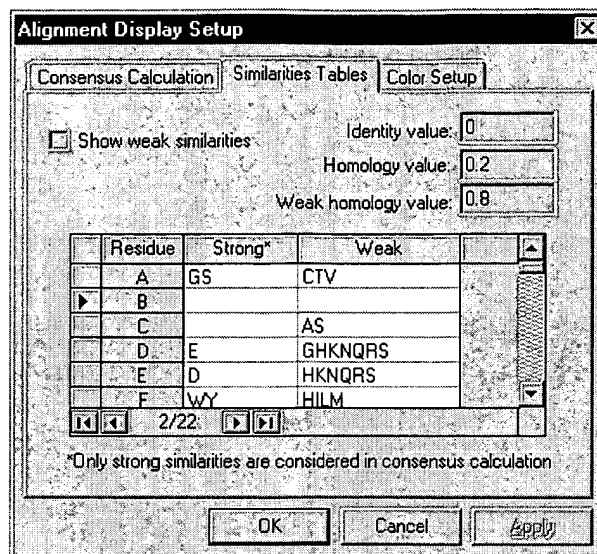 Alignment Display Setup
Consensus Calculation Similarities Tables Color Setup
Show weak similarities
Identity value: 0
Homology value: 0.2
Weak homology value: 0.8
Residue Strong* Weak
A GS CTV
B
C AS
D E GHKNQRS
E D HKNQRS
F WY HILM
2/22
*Only strong similarities are considered in consensus calculation
OK Cancel Apply